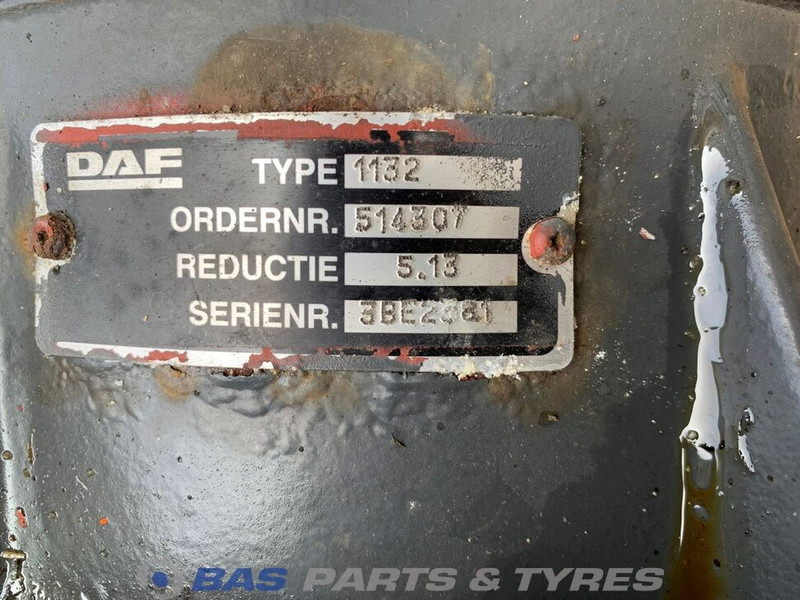 DAF TYPE 1132
ORDERNR. 514307
REDUCTIE 5.13
SERIENR.
BAS PARTS & TYRES